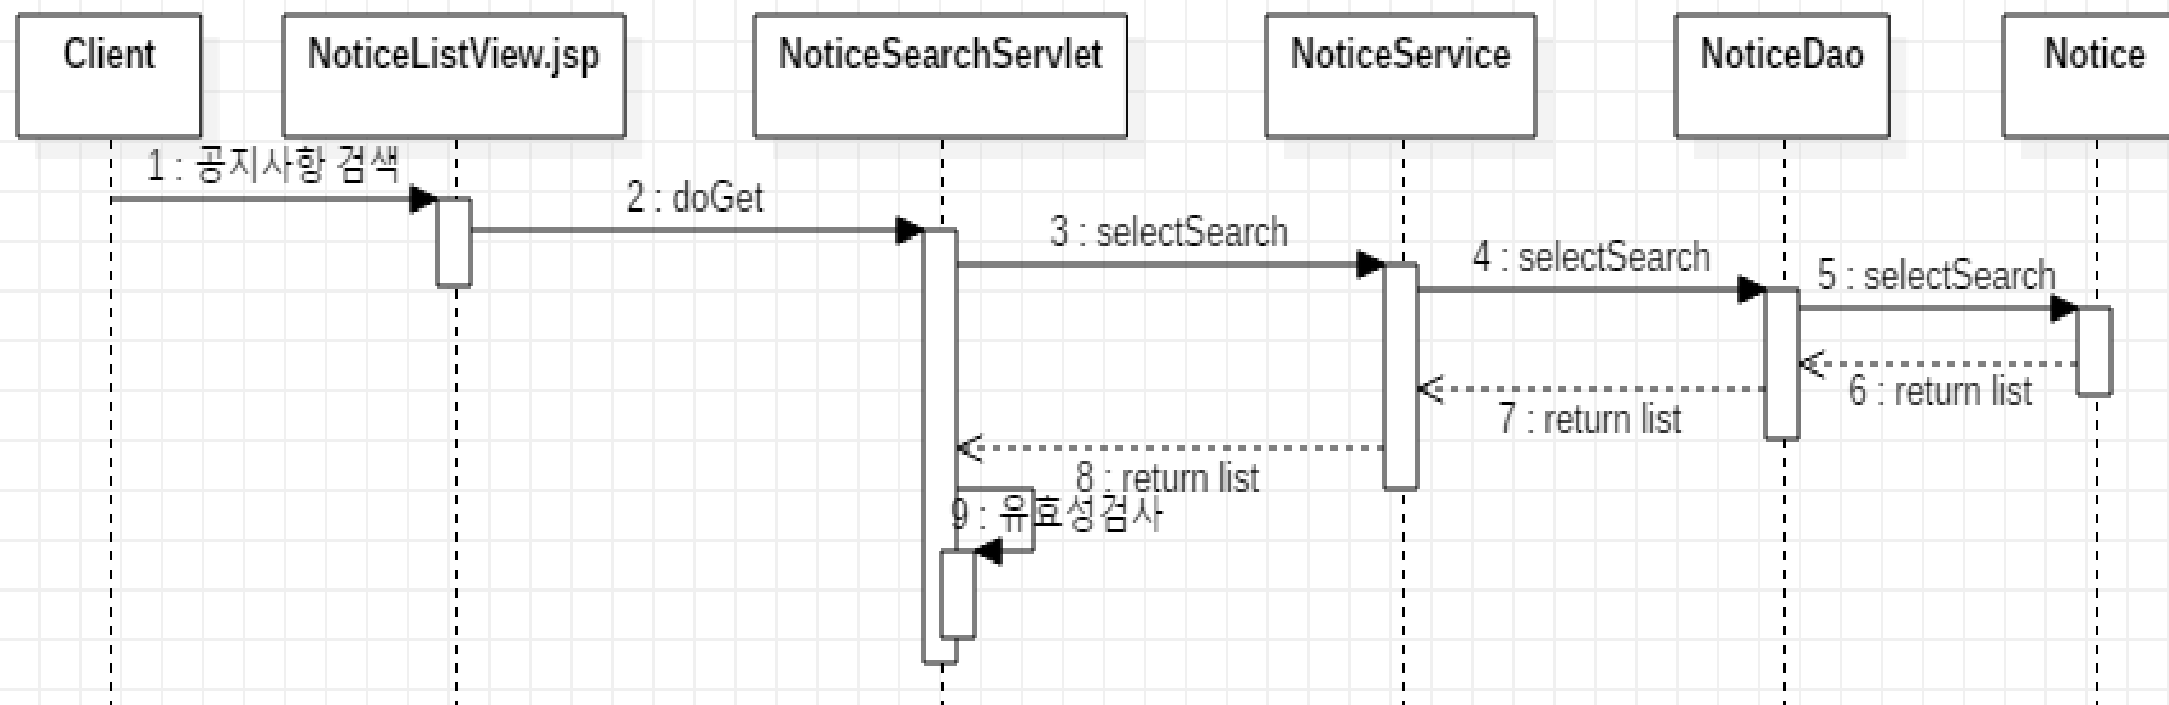 Client
NoticeListView.jsp
NoticeSearchServlet
NoticeService
NoticeDao
Notice
1 : 공지사항 검색
2 : doGet
3 : selectSearch
4 : selectSearch
5 : selectSearch
6 : return list
7 : return list
8 : return list
9 : 유효성검사